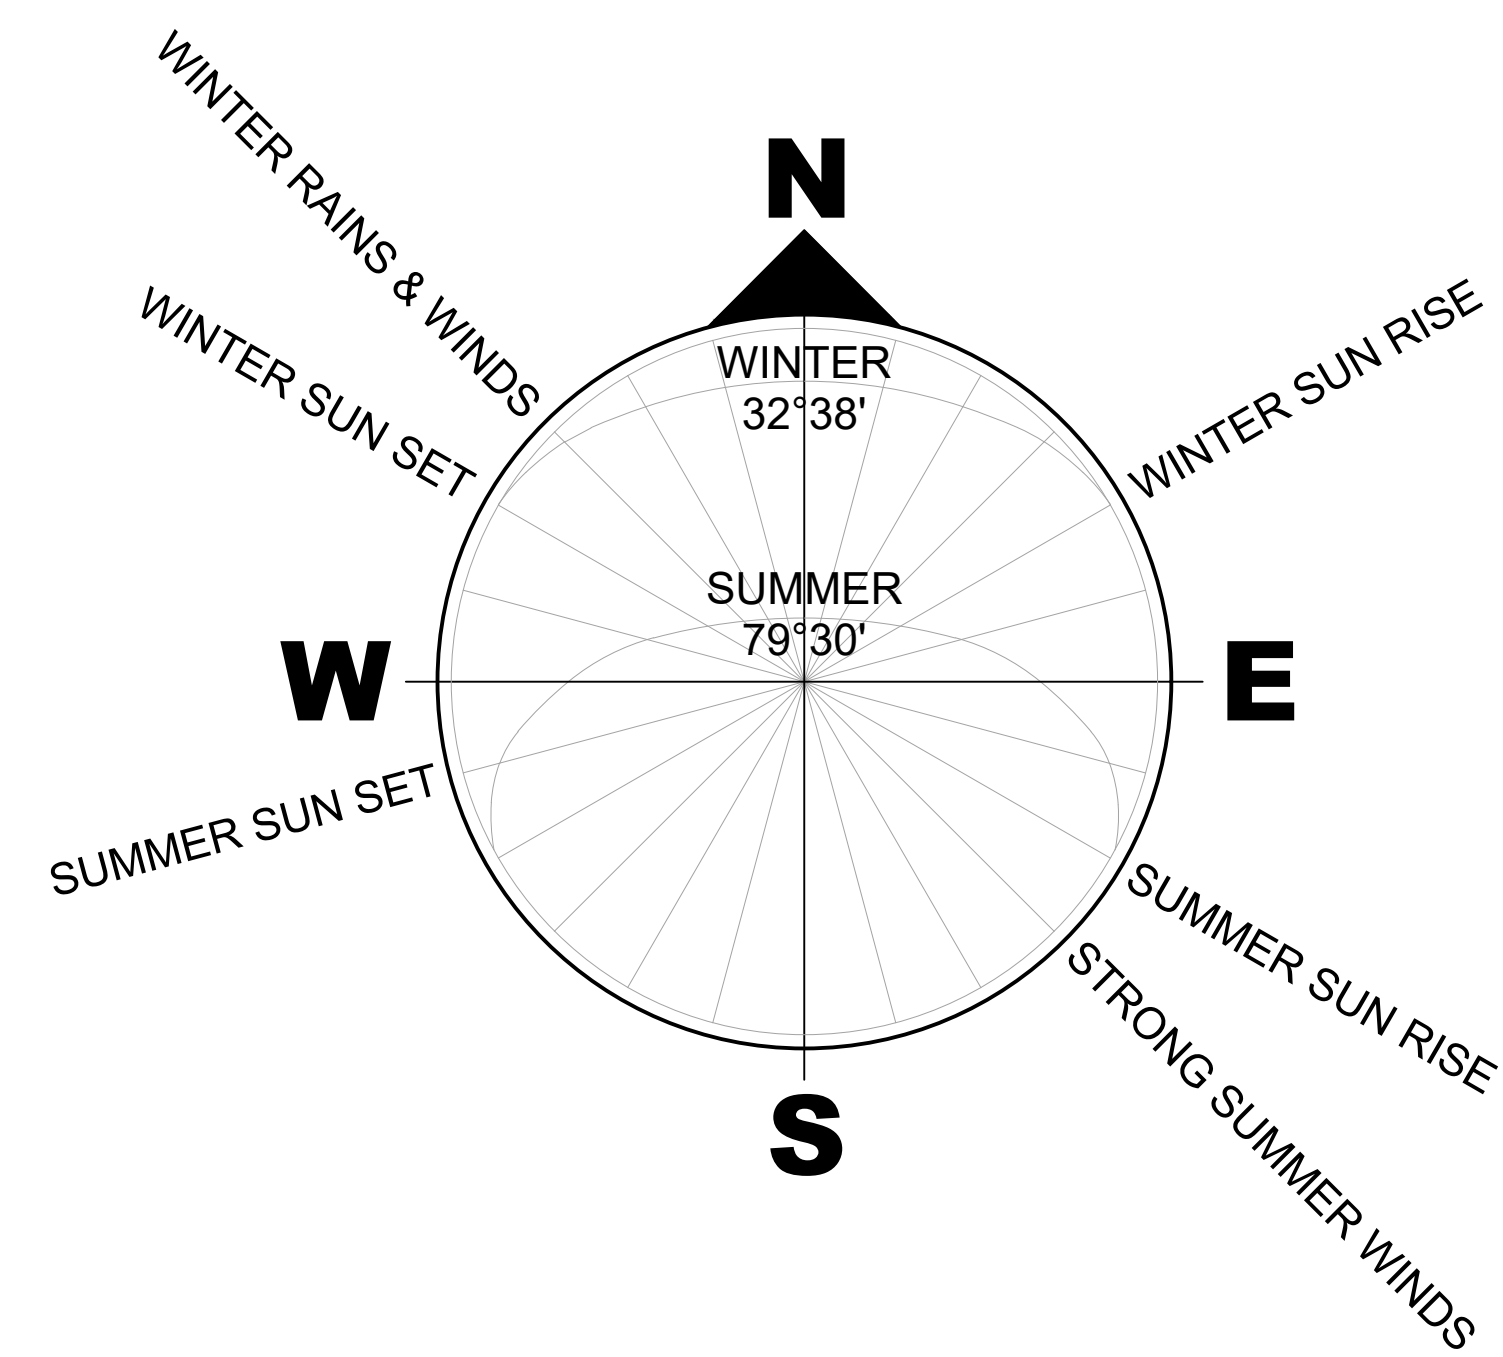 WINTER RAINS & WINDS
N
WINTER SUN SET
WINTER SUN RISE
WINTER
32°38'
SUMMER
79°30'
W
E
SUMMER SUN SET
SUMMER SUN RISE
STRONG SUMMER WINDS
S